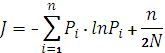 J = - ∑_{i=1}^{n} P_i · lnP_i + n/2N